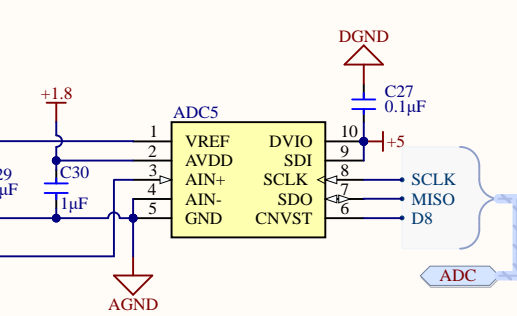 DGND
C27
0.1µF
+1.8
ADC5
1 VREF DVIO 10
+5
2 AVDD SDI 9
29
µF
C30
1µF
3 AIN+ SCLK 8 SCLK
4 AIN- SDO 7 MISO
5 GND CNVST 6 D8
ADC
AGND